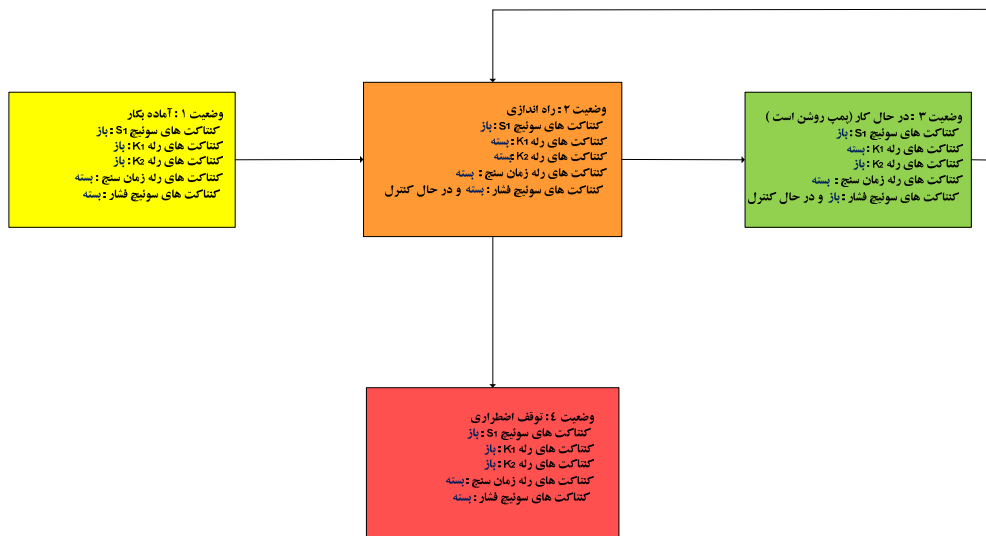 وضعیت ۱ : آماده بکار
کنتاکت های سوئیچ S1 : باز
کنتاکت های رله K1 : باز
کنتاکت های رله K2 : باز
کنتاکت های رله زمان سنج : بسته
کنتاکت های سوئیچ فشار : بسته
وضعیت ۲ : راه اندازی
کنتاکت های سوئیچ S1 : باز
کنتاکت های رله K1 : بسته
کنتاکت های رله K2 : بسته
کنتاکت های رله زمان سنج : بسته
کنتاکت های سوئیچ فشار : بسته و در حال کنترل
وضعیت ۳ : در حال کار (پمپ روشن است )
کنتاکت های سوئیچ S1 : باز
کنتاکت های رله K1 : بسته
کنتاکت های رله K2 : باز
کنتاکت های رله زمان سنج : بسته
کنتاکت های سوئیچ فشار : باز و در حال کنترل
وضعیت ٤ : توقف اضطراری
کنتاکت های سوئیچ S1 : باز
کنتاکت های رله K1 : باز
کنتاکت های رله K2 : باز
کنتاکت های رله زمان سنج : بسته
کنتاکت های سوئیچ فشار : بسته